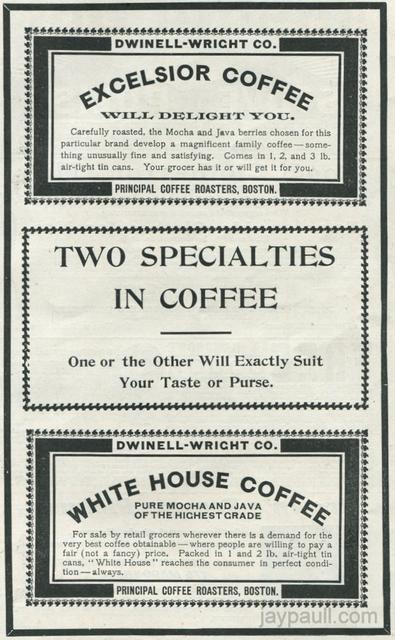 DWINELL-WRIGHT CO.
EXCELSIOR COFFEE
WILL DELIGHT YOU.
Carefully roasted, the Mocha and Java berries chosen for this
particular brand develop a magnificent family coffee—some-
thing unusually fine and satisfying. Comes in 1, 2, and 3 lb.
air-tight tin cans. Your grocer has it or will get it for you.
PRINCIPAL COFFEE ROASTERS, BOSTON.
TWO SPECIALTIES
IN COFFEE
One or the Other Will Exactly Suit
Your Taste or Purse.
DWINELL-WRIGHT CO.
WHITE HOUSE COFFEE
PURE MOCHA AND JAVA
OF THE HIGHEST GRADE
For sale by retail grocers wherever there is a demand for the
very best coffee obtainable—where people are willing to pay a
fair (not a fancy) price. Packed in 1 and 2 lb. air-tight tin
cans, "White House" reaches the consumer in perfect condi-
tion—always.
PRINCIPAL COFFEE ROASTERS, BOSTON.
jaypaull.com